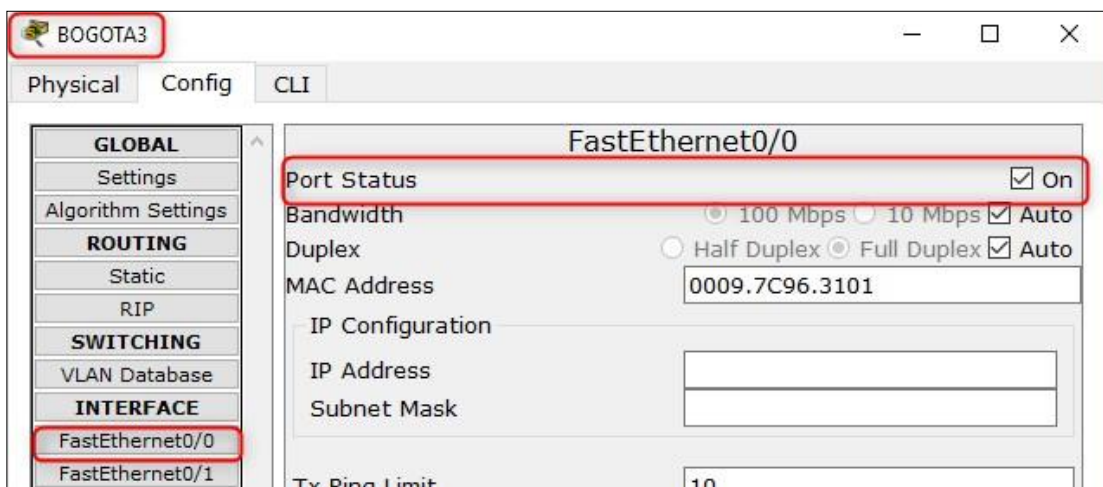 BOGOTA3
Physical Config CLI
GLOBAL
Settings
Algorithm Settings
ROUTING
Static
RIP
SWITCHING
VLAN Database
INTERFACE
FastEthernet0/0
FastEthernet0/1
FastEthernet0/0
Port Status On
Bandwidth 100 Mbps 10 Mbps Auto
Duplex Half Duplex Full Duplex Auto
MAC Address 0009.7C96.3101
IP Configuration
IP Address
Subnet Mask
Tx Ring Limit 10